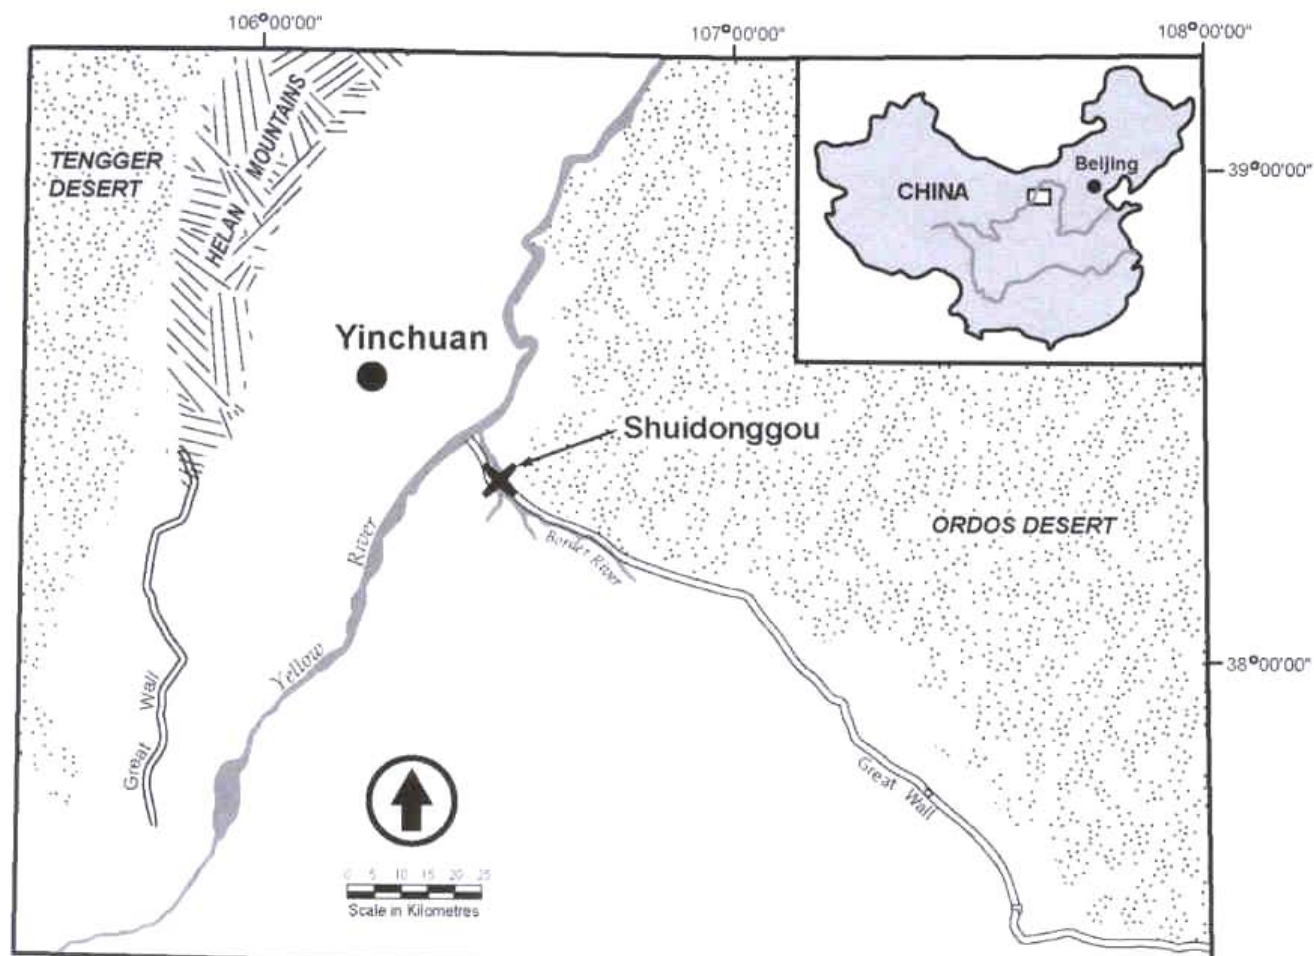 106°00'00"
107°00'00"
108°00'00"
TENGGER
DESERT
HELAN MOUNTAINS
CHINA
Beijing
39°00'00"
Yinchuan
Shuidonggou
ORDOS DESERT
River
Border River
Yellow
38°00'00"
Great Wall
Great Wall
0 5 10 15 20 25
Scale in Kilometres